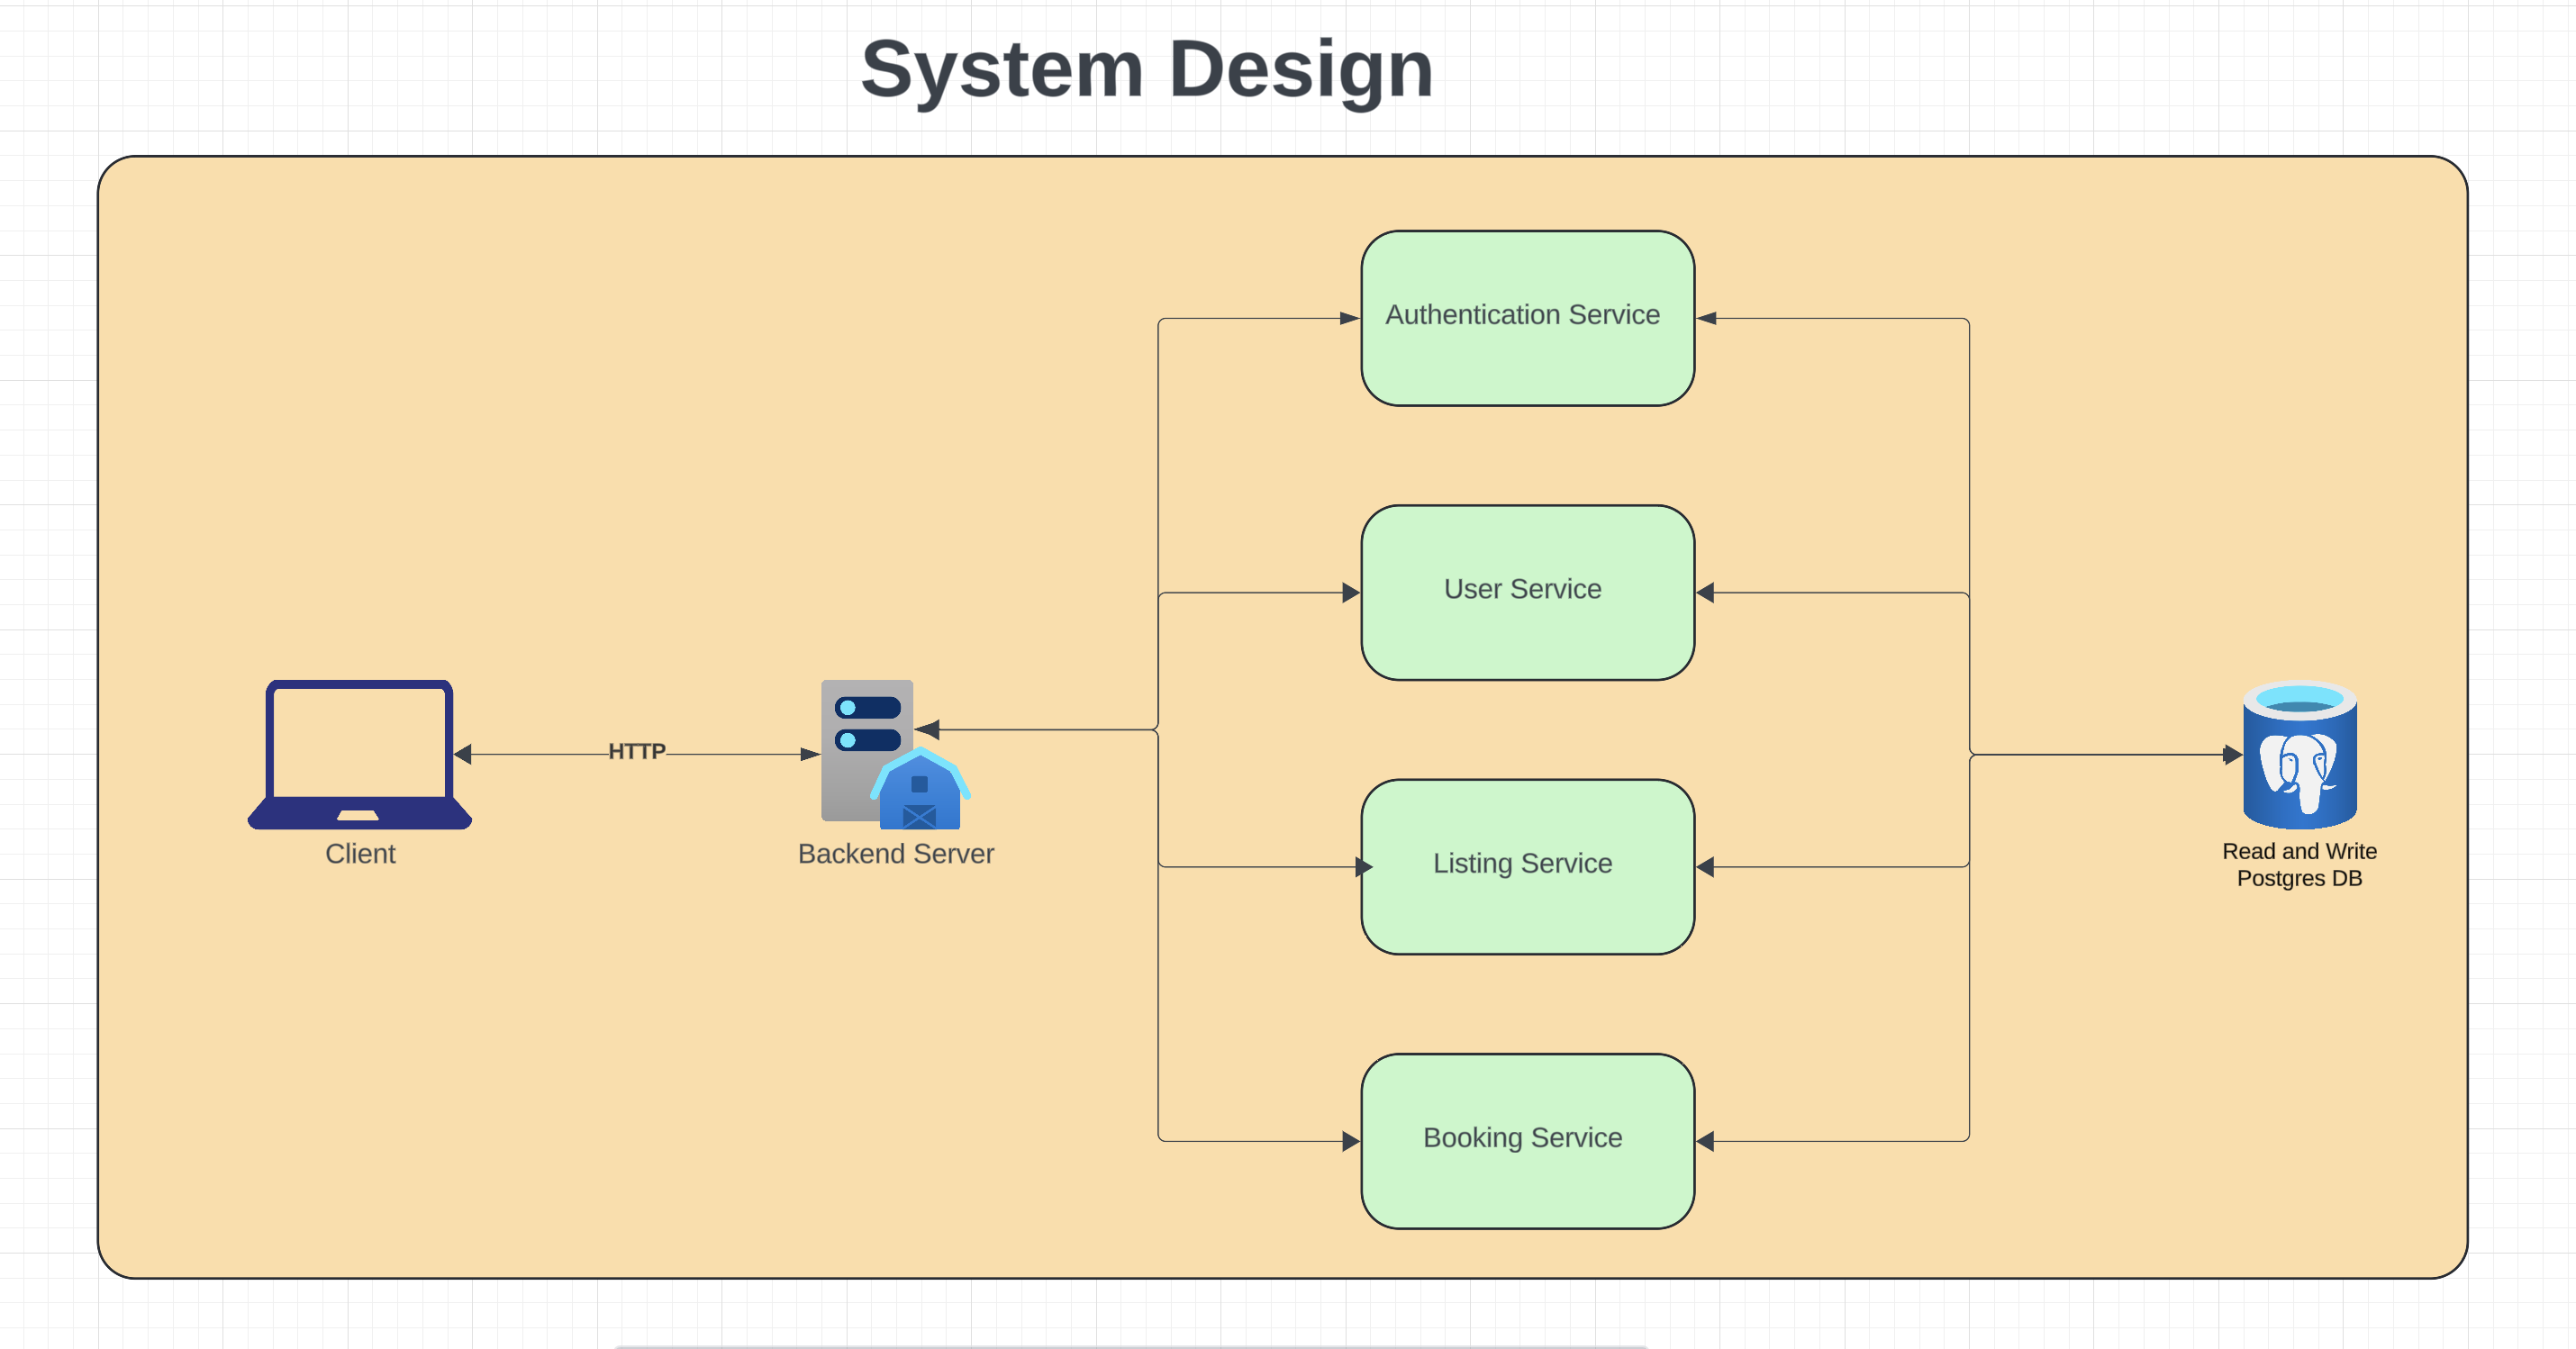 System Design
Authentication Service
User Service
HTTP
Client
Backend Server
Listing Service
Read and Write
Postgres DB
Booking Service